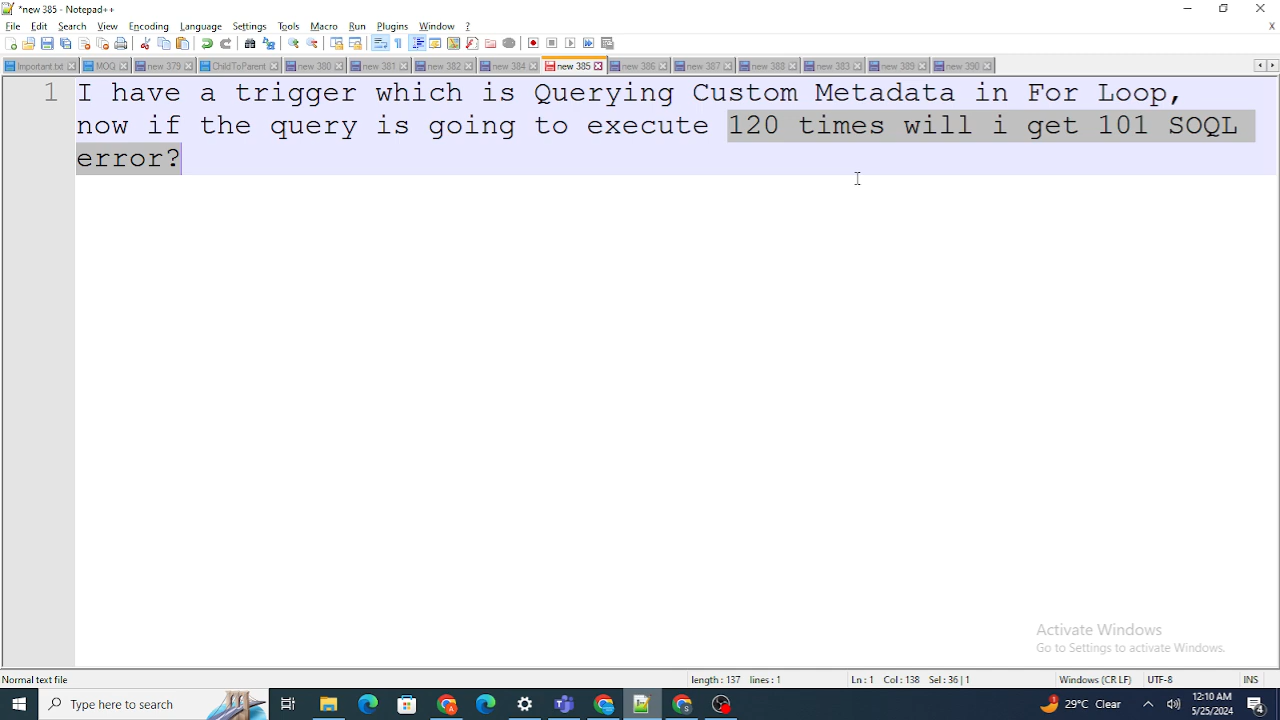 *new 385 - Notepad++
File Edit Search View Encoding Language Settings Tools Macro Run Plugins Window ?
Important.txt MOQ new 379 ChildToParent new 380 new 381 new 382 new 384 new 385 new 386 new 387 new 388 new 383 new 389 new 390
1 I have a trigger which is Querying Custom Metadata in For Loop,
now if the query is going to execute 120 times will i get 101 SOQL
error?
Activate Windows
Go to Settings to activate Windows.
Normal text file length : 137 lines : 1 Ln : 1 Col : 138 Sel : 36 | 1 Windows (CR LF) UTF-8 INS
Type here to search 29°C Clear 12:10 AM
5/25/2024